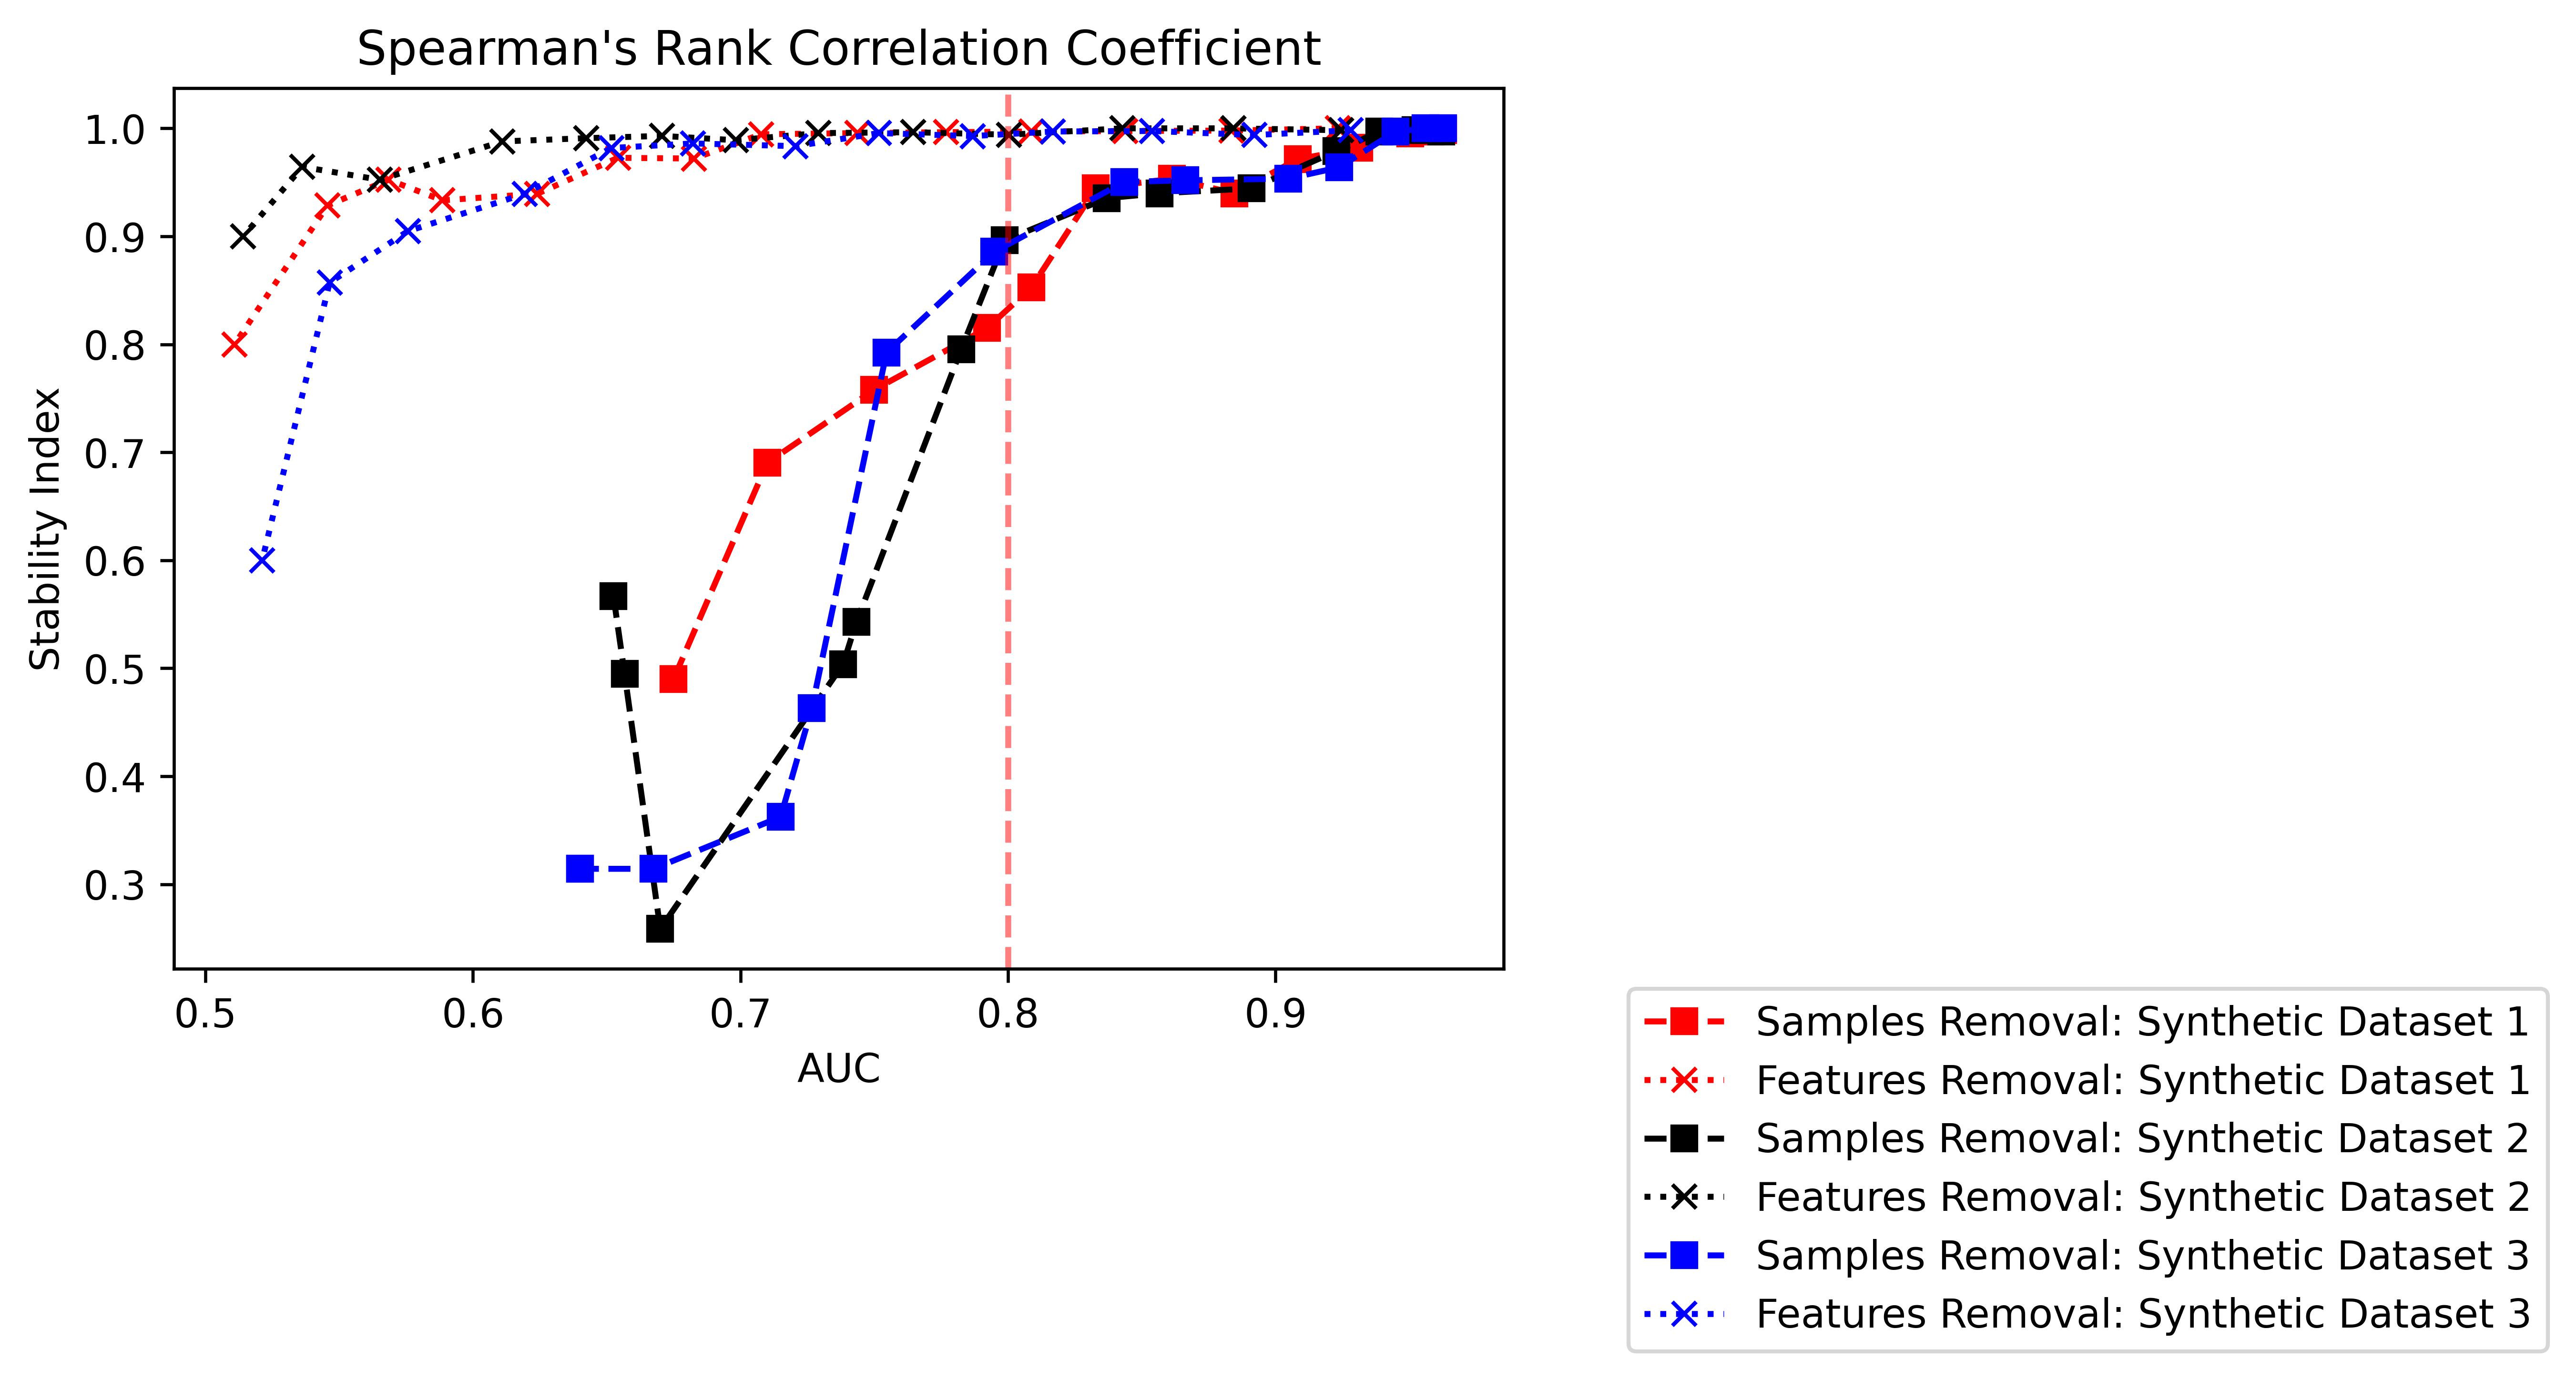 Spearman's Rank Correlation Coefficient
1.0
0.9
0.8
0.7
0.6
0.5
0.4
0.3
Stability Index
0.5 0.6 0.7 0.8 0.9
AUC
Samples Removal: Synthetic Dataset 1
Features Removal: Synthetic Dataset 1
Samples Removal: Synthetic Dataset 2
Features Removal: Synthetic Dataset 2
Samples Removal: Synthetic Dataset 3
Features Removal: Synthetic Dataset 3